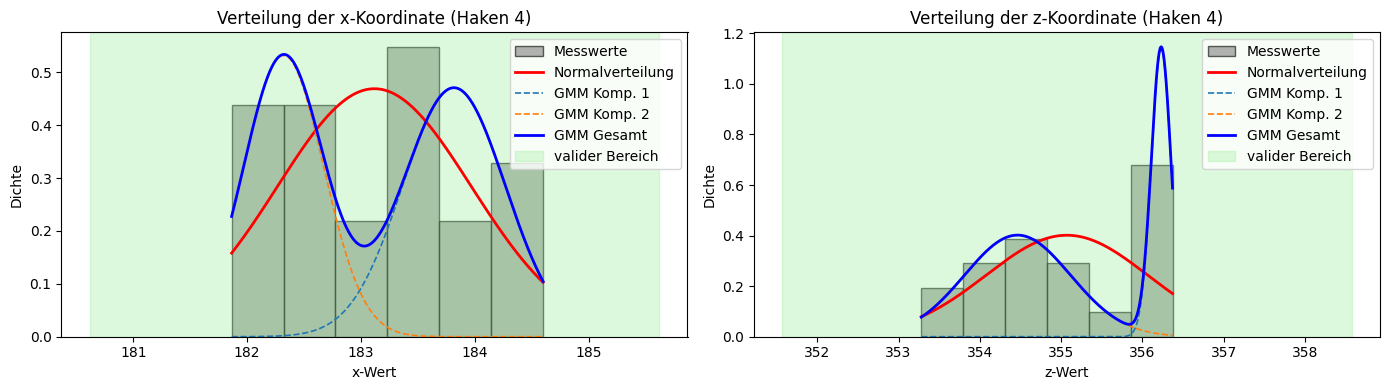 Verteilung der x-Koordinate (Haken 4)
Dichte
0.5
0.4
0.3
0.2
0.1
0.0
181
182
183
184
185
x-Wert
Messwerte
Normalverteilung
GMM Komp. 1
GMM Komp. 2
GMM Gesamt
valider Bereich
Verteilung der z-Koordinate (Haken 4)
Dichte
1.2
1.0
0.8
0.6
0.4
0.2
0.0
352
353
354
355
356
357
358
z-Wert
Messwerte
Normalverteilung
GMM Komp. 1
GMM Komp. 2
GMM Gesamt
valider Bereich